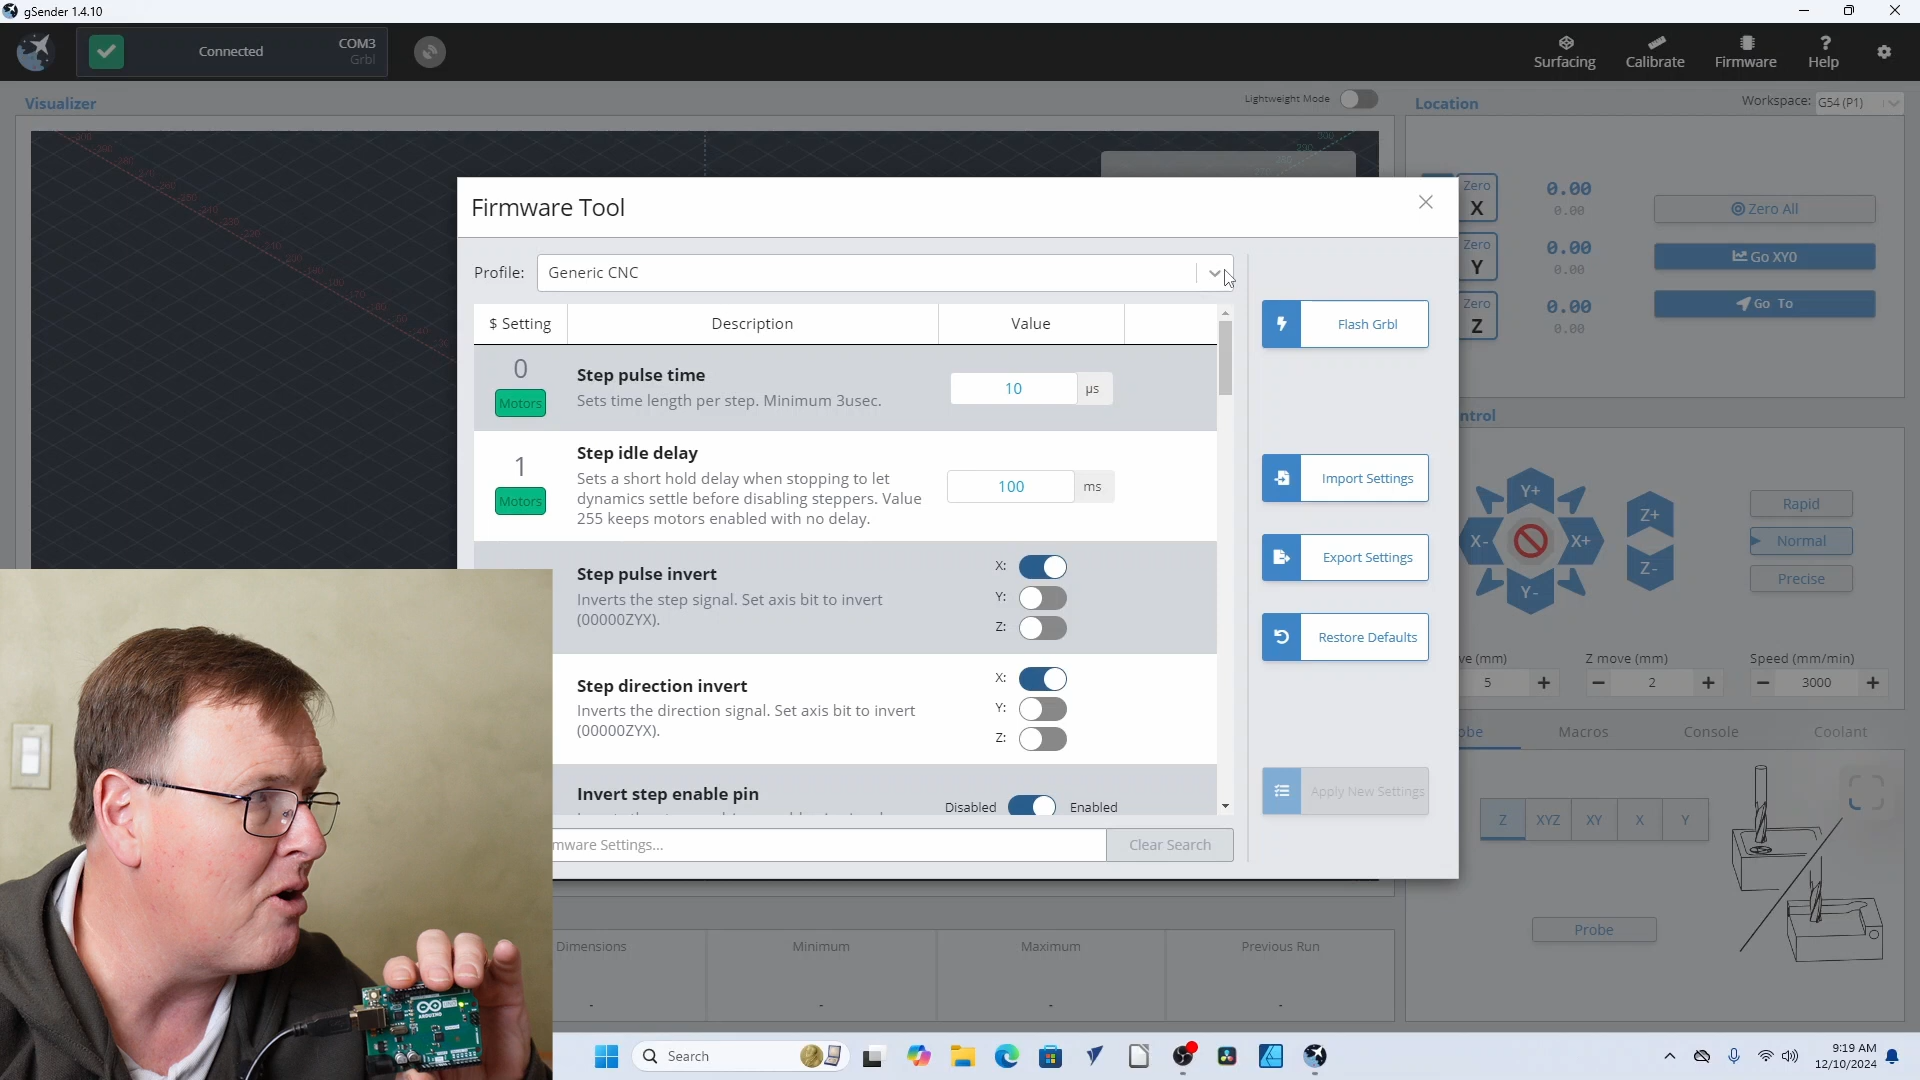 gSender 1.4.10
Connected
COM3
Grbl
Surfacing
Calibrate
Firmware
Help
Visualizer
Lightweight Mode
Location
Workspace: G54 (P1)
Firmware Tool
Profile: Generic CNC
$ Setting Description Value
0
Motors
Step pulse time
Sets time length per step. Minimum 3usec.
10 µs
1
Motors
Step idle delay
Sets a short hold delay when stopping to let
dynamics settle before disabling steppers. Value
255 keeps motors enabled with no delay.
100 ms
Step pulse invert
Inverts the step signal. Set axis bit to invert
(00000ZYX).
X:
Y:
Z:
Step direction invert
Inverts the direction signal. Set axis bit to invert
(00000ZYX).
X:
Y:
Z:
Invert step enable pin
Disabled Enabled
mware Settings...
Clear Search
Flash Grbl
Import Settings
Export Settings
Restore Defaults
Apply New Settings
Zero X 0.00 0.00
Zero Y 0.00 0.00
Zero Z 0.00 0.00
Zero All
Go XY0
Go To
ntrol
Y+
X- X+
Y-
Z+
Z-
Rapid
Normal
Precise
ve (mm) Z move (mm) Speed (mm/min)
5 + − 2 + − 3000 +
obe Macros Console Coolant
Z XYZ XY X Y
Probe
Dimensions Minimum Maximum Previous Run
- - - -
ARDUINO
Search
9:19 AM
12/10/2024